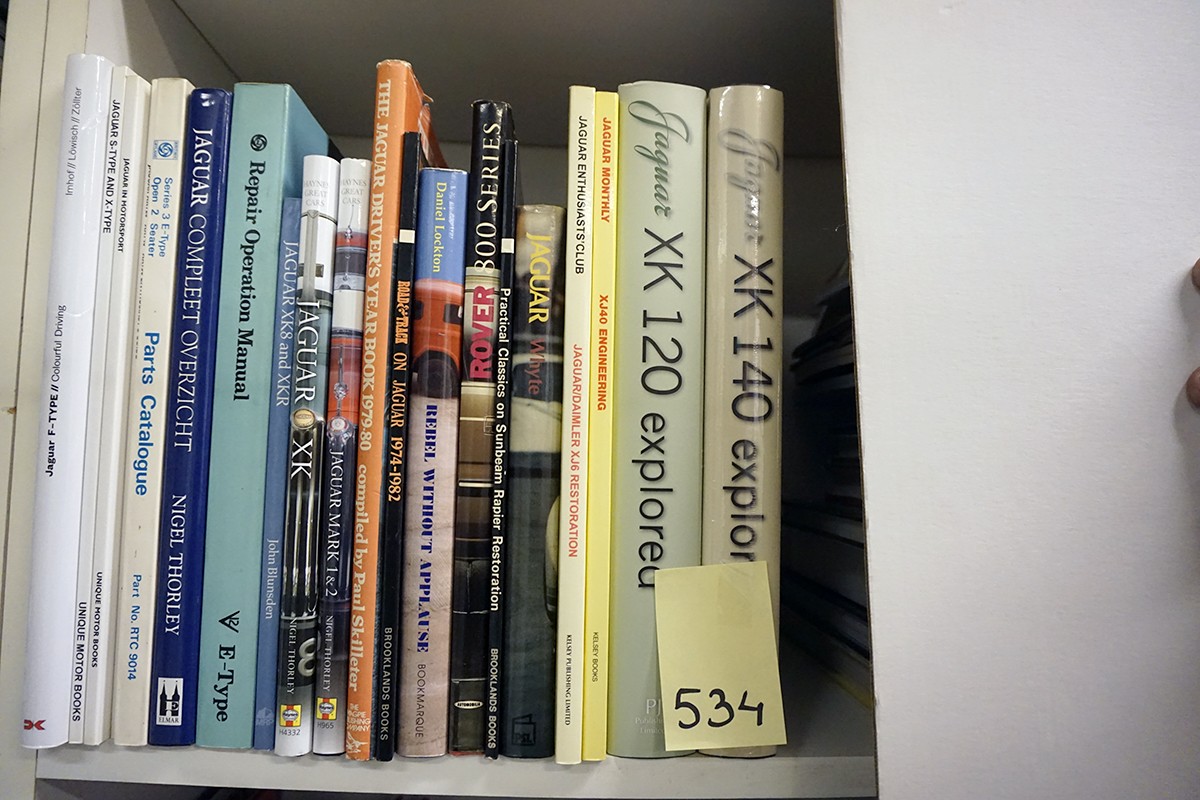 Imhof // Löwisch // Zöllter
Jaguar F-TYPE // Colourful Driving
JAGUAR S-TYPE AND X-TYPE
UNIQUE MOTOR BOOKS
JAGUAR IN MOTORSPORT
UNIQUE MOTOR BOOKS
Series 3 E-Type
Open 2 Seater
Parts Catalogue
Part No. RTC 9014
JAGUAR COMPLEET OVERZICHT
NIGEL THORLEY
ELMAR
Repair Operation Manual
E-Type
JAGUAR XK8 and XKR
John Blunsden
HAYNES
GREAT
CARS
JAGUAR XK
NIGEL THORLEY
H4332
HAYNES
GREAT
CARS
JAGUAR MARK 1 & 2
NIGEL THORLEY
H965
THE JAGUAR DRIVER'S YEAR BOOK 1979.80 compiled by Paul Skilleter
ROAD & TRACK ON JAGUAR 1974-1982
BROOKLANDS BOOKS
Daniel Lockton
REBEL WITHOUT APPLAUSE
BOOKMARQUE
ROVER 800 SERIES
Practical Classics on Sunbeam Rapier Restoration
BROOKLANDS BOOKS
JAGUAR Whyte
JAGUAR ENTHUSIASTS' CLUB
JAGUAR/DAIMLER XJ6 RESTORATION
KELSEY PUBLISHING LIMITED
JAGUAR MONTHLY
XJ40 ENGINEERING
KELSEY BOOKS
Jaguar XK 120 explored
Jaguar XK 140 explor
534